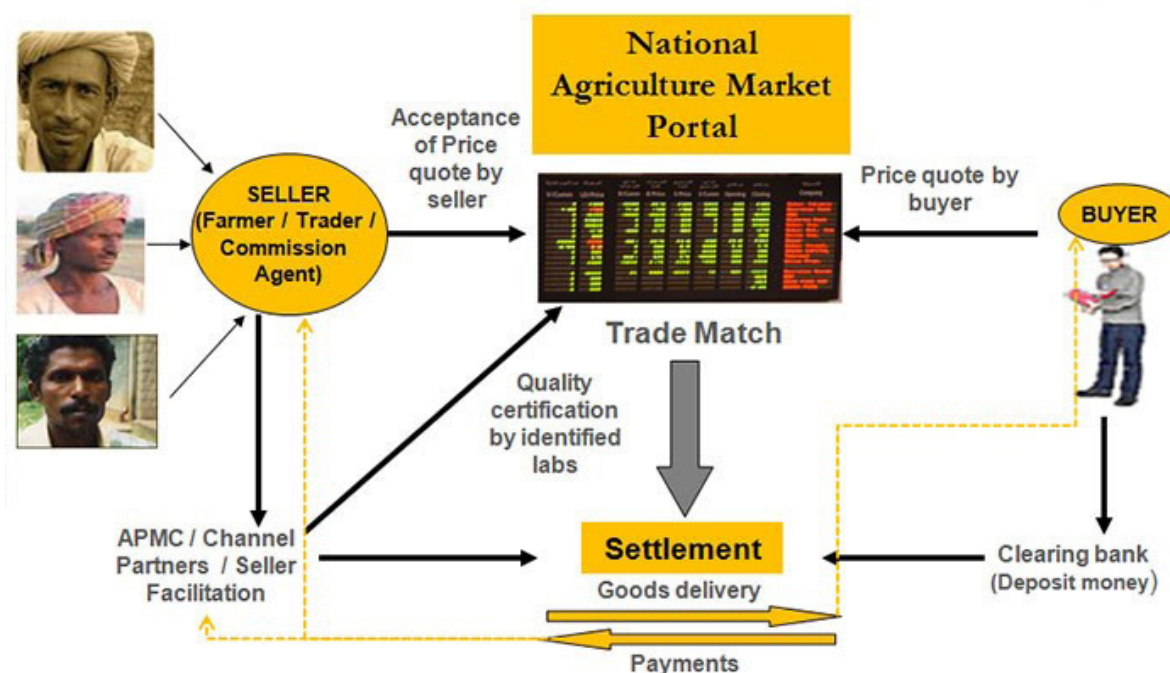 National
Agriculture Market
Portal
Acceptance
of Price
quote by
seller
Price quote by
buyer
SELLER
(Farmer / Trader /
Commission
Agent)
BUYER
Trade Match
Quality
certification
by identified
labs
APMC / Channel
Partners / Seller
Facilitation
Settlement
Goods delivery
Payments
Clearing bank
(Deposit money)